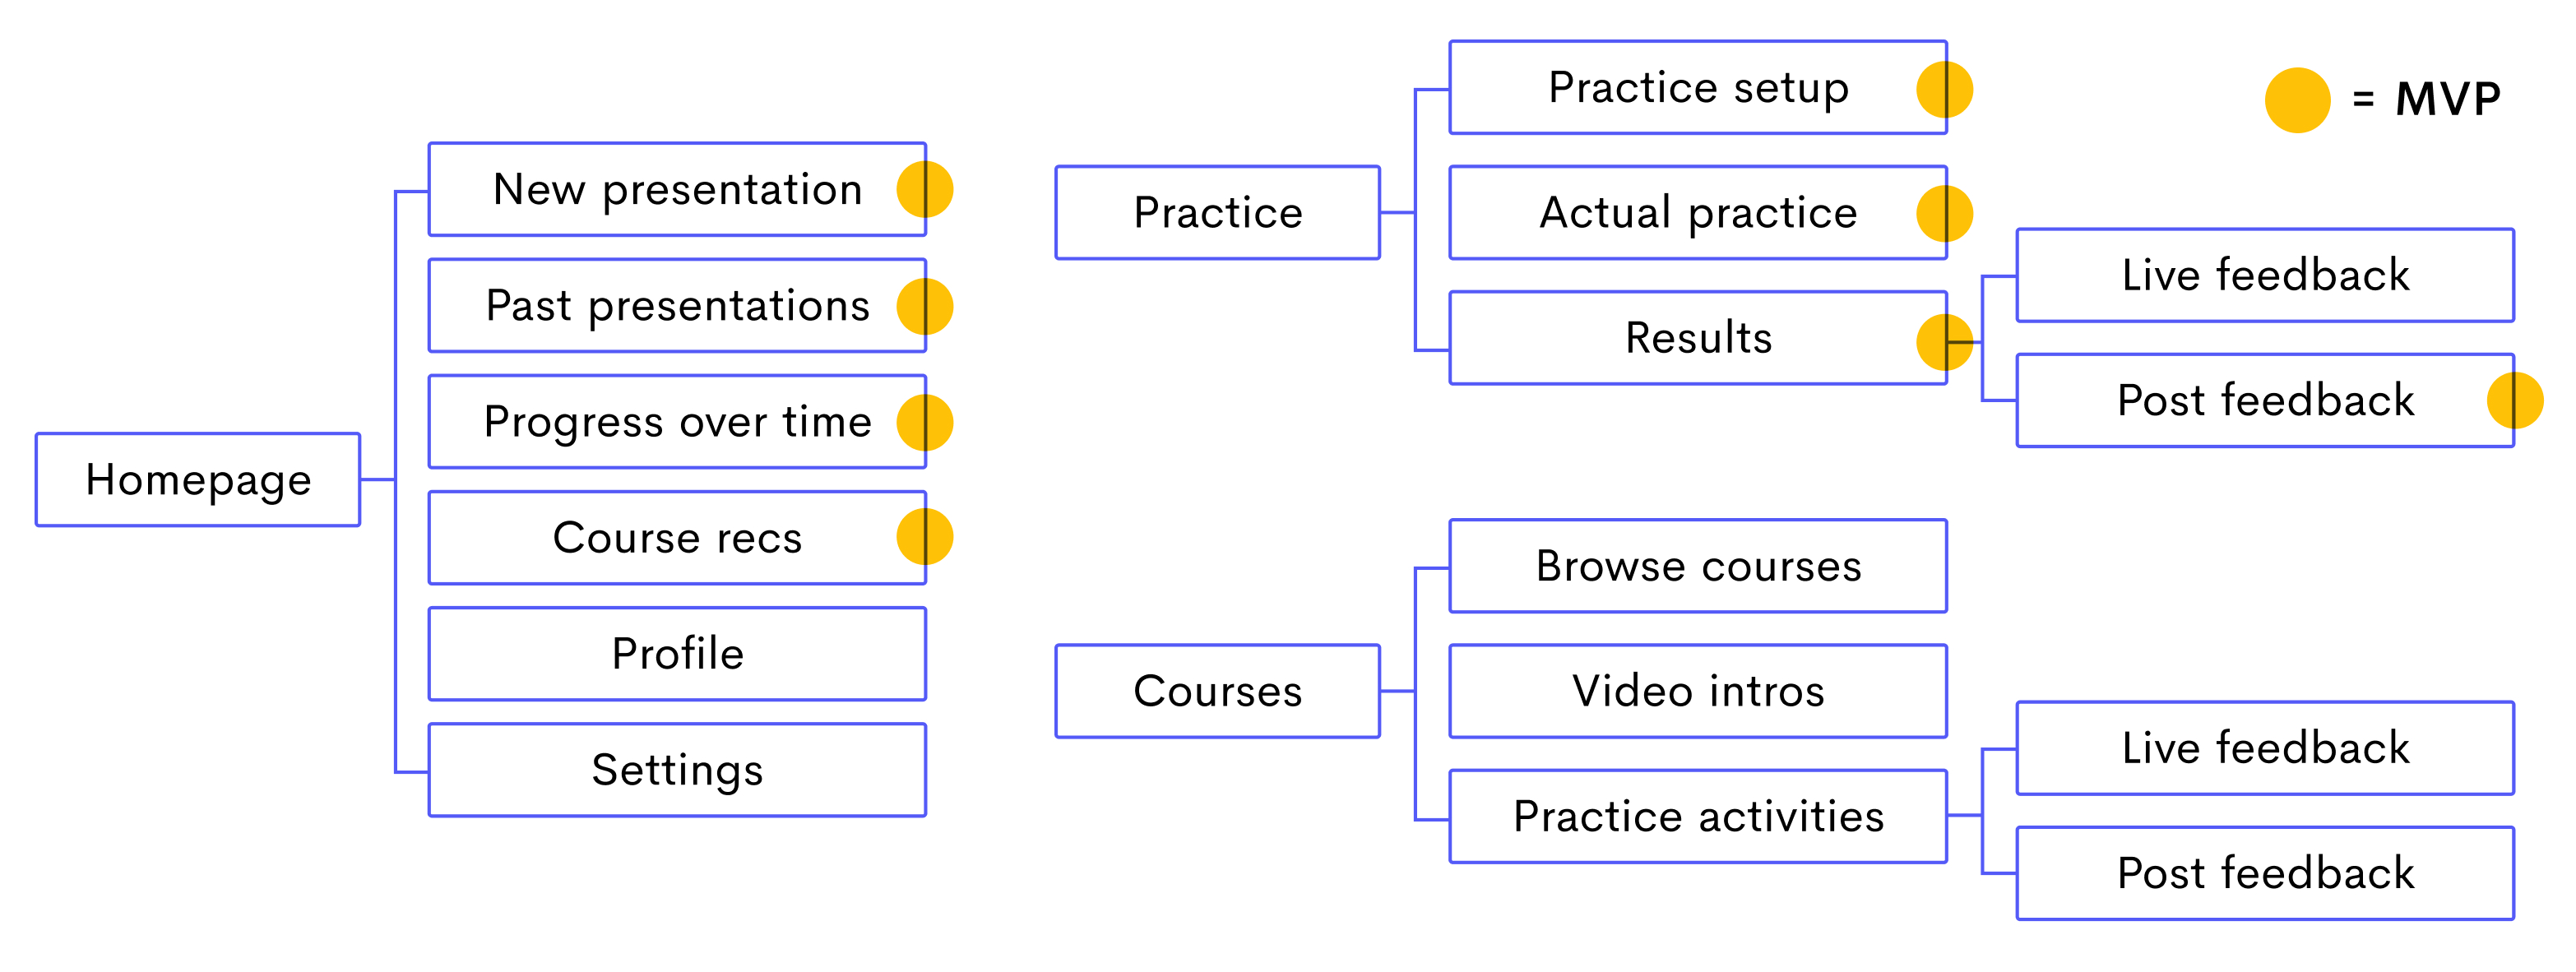 Homepage
New presentation
Past presentations
Progress over time
Course recs
Profile
Settings
Practice
Practice setup
Actual practice
Results
Live feedback
Post feedback
= MVP
Courses
Browse courses
Video intros
Practice activities
Live feedback
Post feedback